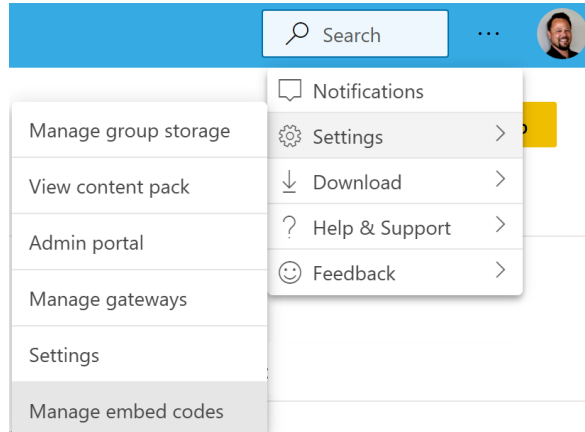 Search
...
Notifications
Settings
Download
Help & Support
Feedback
Manage group storage
View content pack
Admin portal
Manage gateways
Settings
Manage embed codes